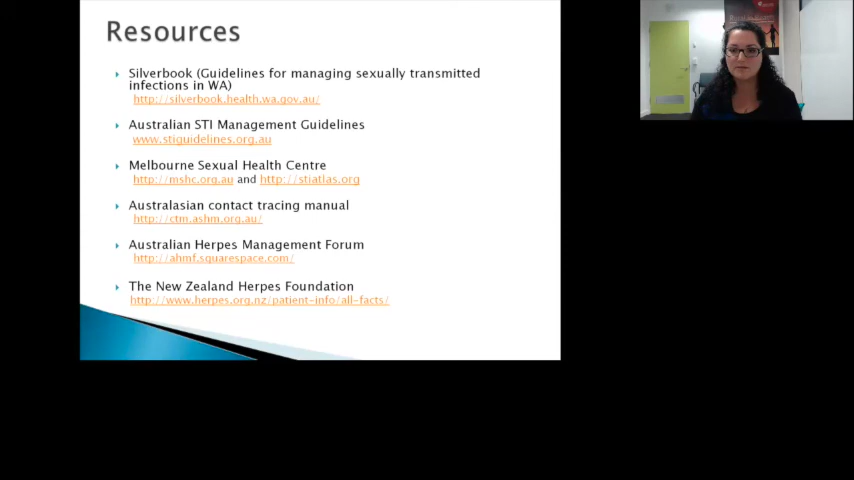 Resources
Silverbook (Guidelines for managing sexually transmitted
infections in WA)
http://silverbook.health.wa.gov.au/
Australian STI Management Guidelines
www.stiguidelines.org.au
Melbourne Sexual Health Centre
http://mshc.org.au and http://stiatlas.org
Australasian contact tracing manual
http://ctm.ashm.org.au/
Australian Herpes Management Forum
http://ahmf.squarespace.com/
The New Zealand Herpes Foundation
http://www.herpes.org.nz/patient-info/all-facts/